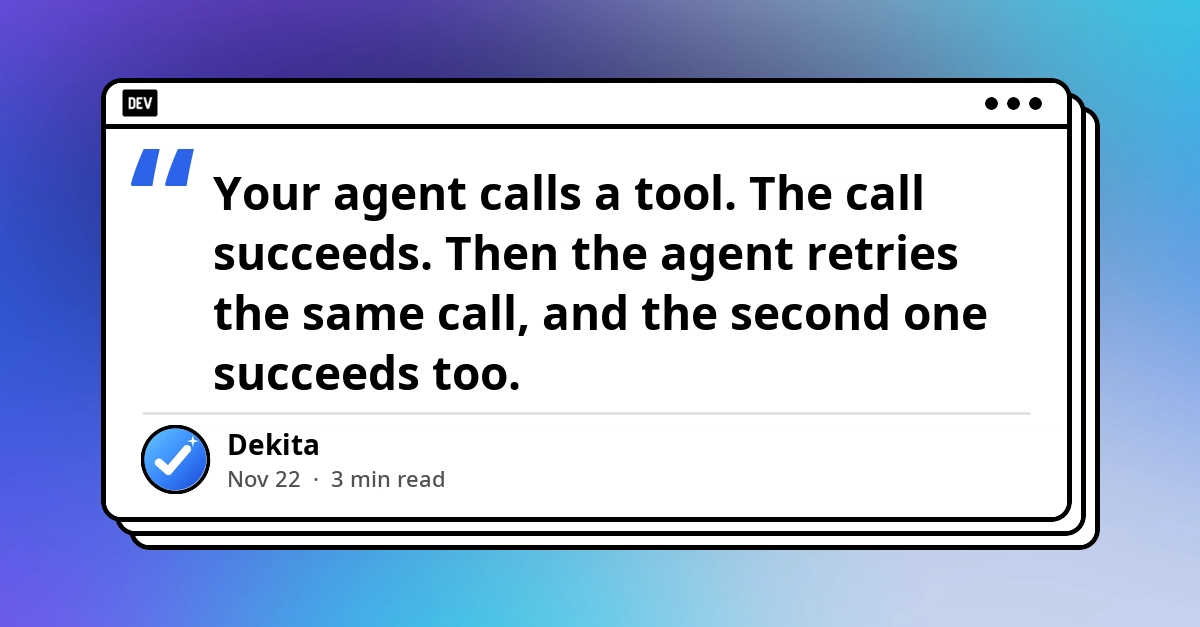 DEV
“ Your agent calls a tool. The call
succeeds. Then the agent retries
the same call, and the second one
succeeds too.
Dekita
Nov 22 · 3 min read